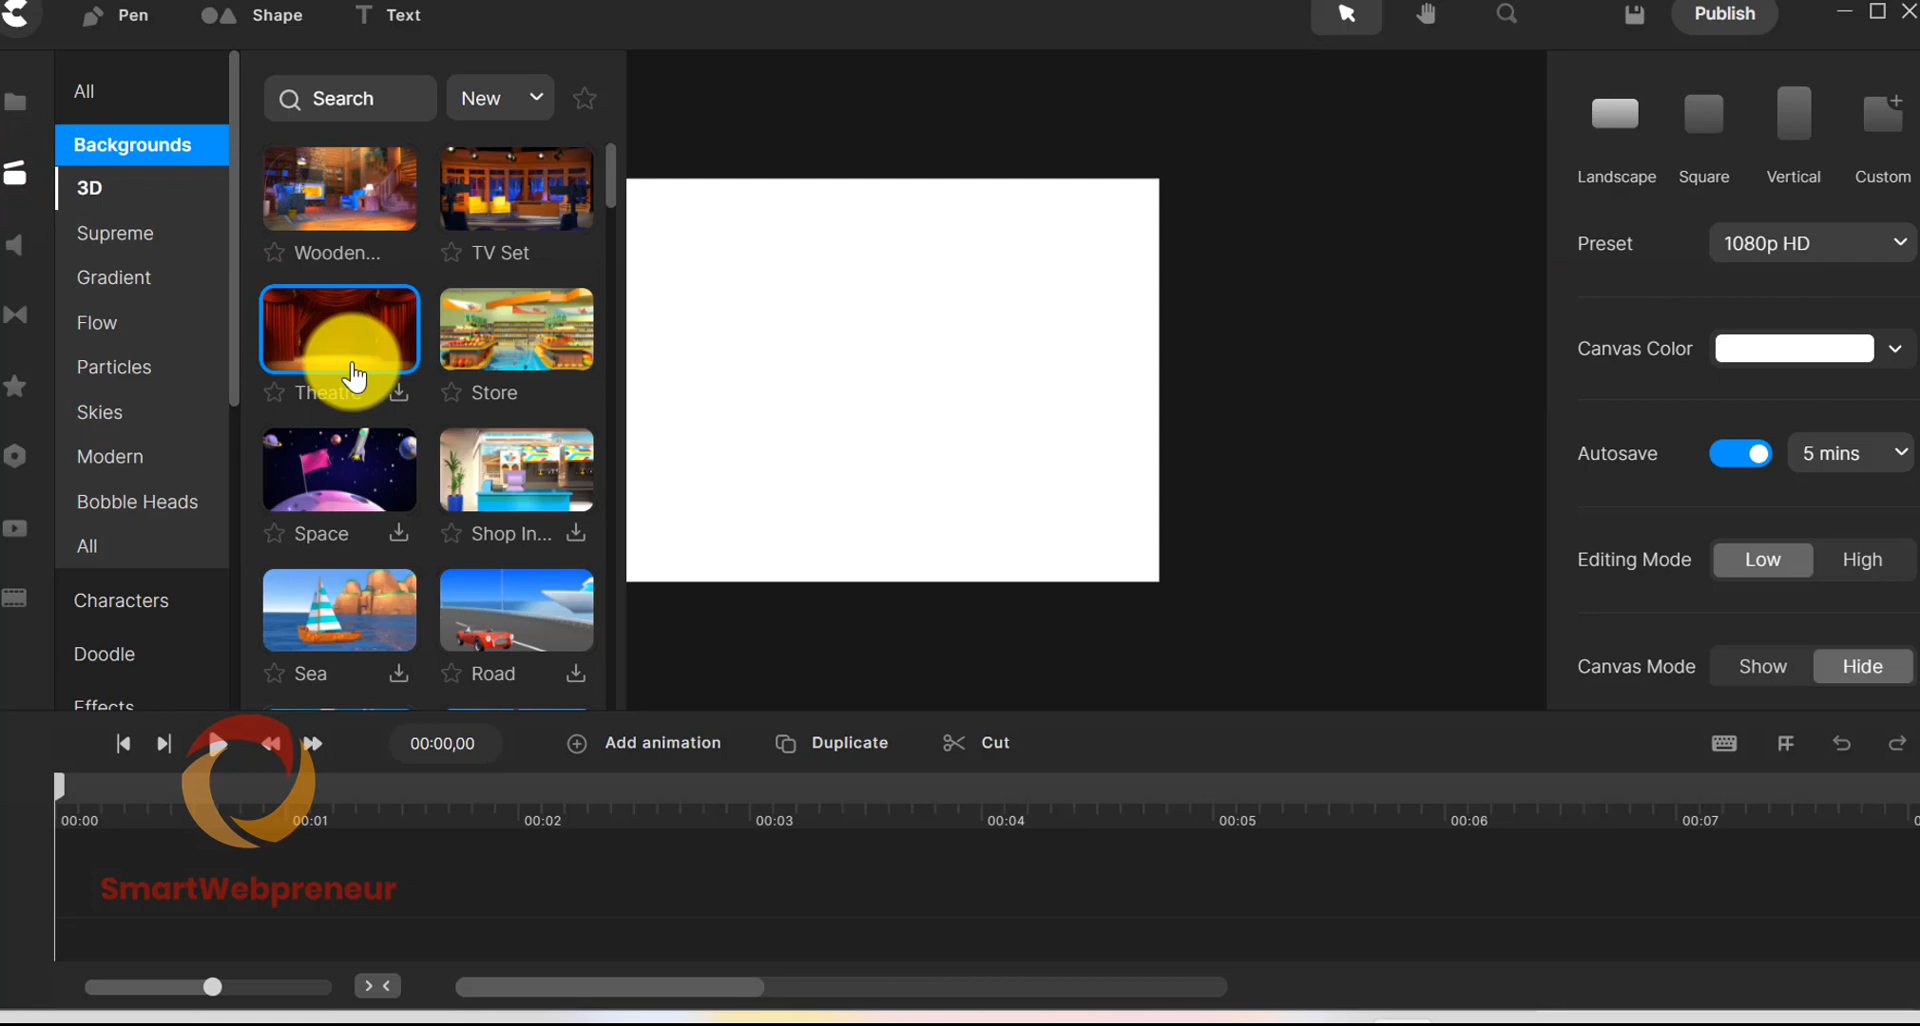 Pen
Shape
Text
Publish
All
Backgrounds
3D
Supreme
Gradient
Flow
Particles
Skies
Modern
Bobble Heads
All
Characters
Doodle
Effects
Search
New
Wooden...
TV Set
Theatre
Store
Space
Shop In...
Sea
Road
Landscape
Square
Vertical
Custom
Preset
1080p HD
Canvas Color
Autosave
5 mins
Editing Mode
Low
High
Canvas Mode
Show
Hide
00:00,00
Add animation
Duplicate
Cut
00:00
00:01
00:02
00:03
00:04
00:05
00:06
00:07
SmartWebpreneur